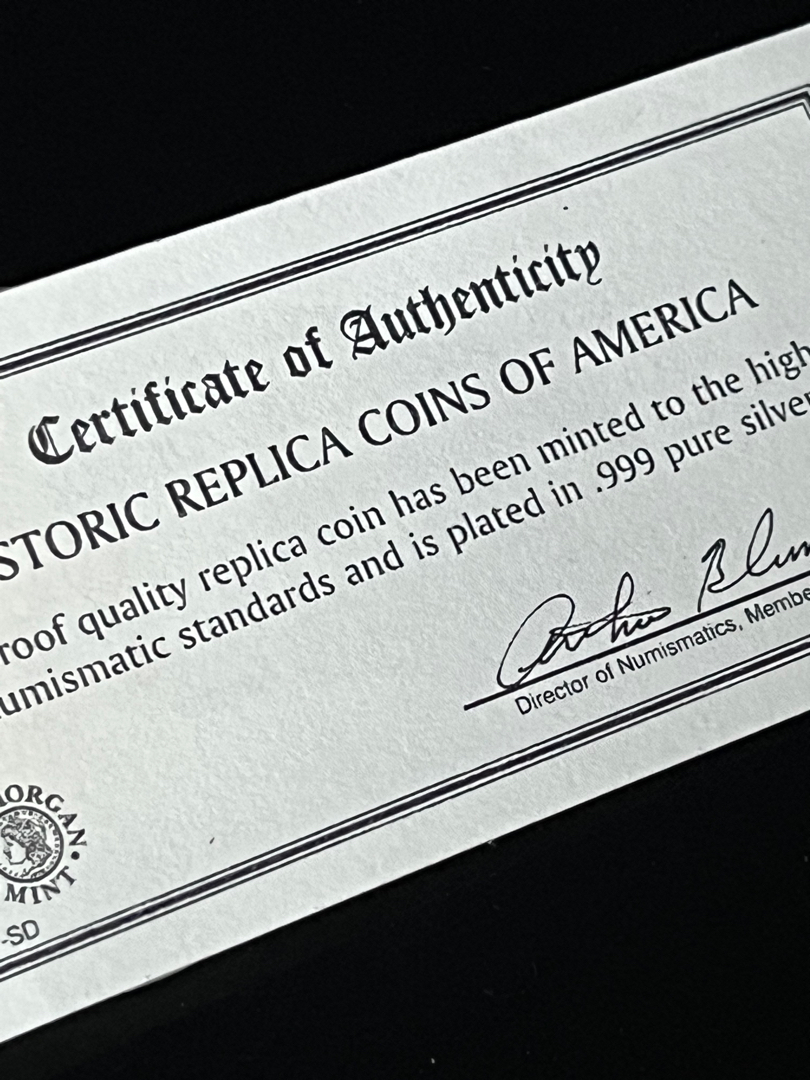 Certificate of Authenticity
STORIC REPLICA COINS OF AMERICA
roof quality replica coin has been minted to the high
umismatic standards and is plated in .999 pure silver
Director of Numismatics, Membe
ORGAN
MINT
-SD